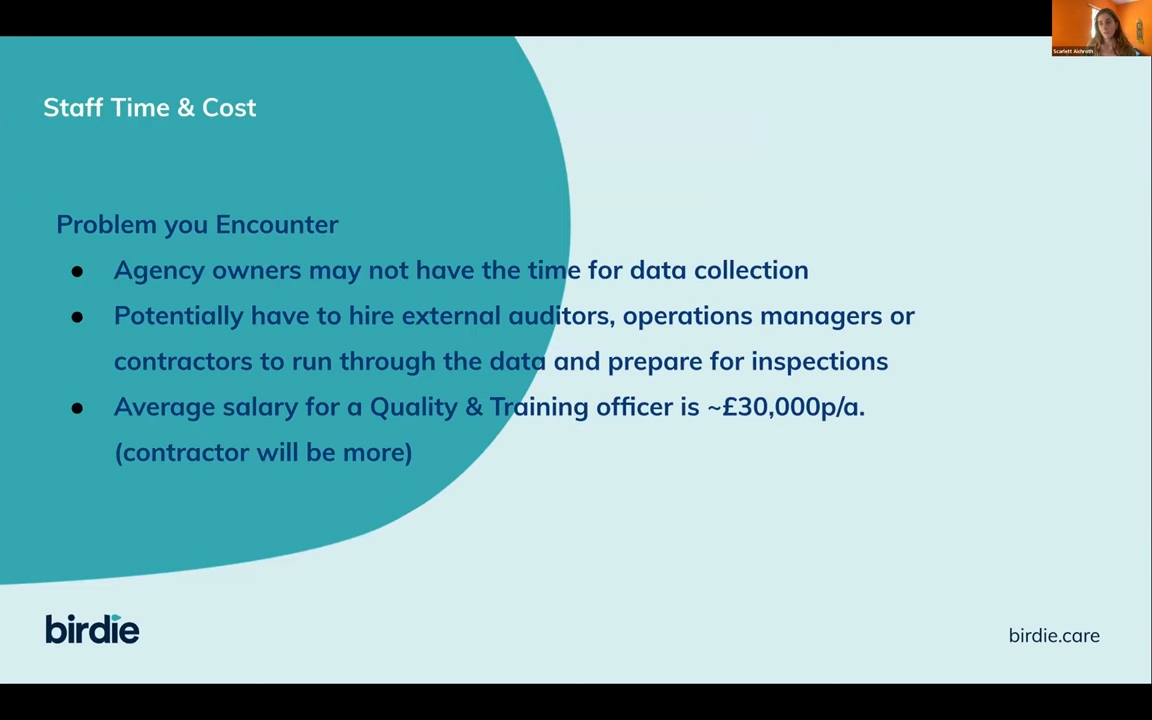 Scarlett Aichroth
Staff Time & Cost
Problem you Encounter
● Agency owners may not have the time for data collection
● Potentially have to hire external auditors, operations managers or
contractors to run through the data and prepare for inspections
● Average salary for a Quality & Training officer is ~£30,000p/a.
(contractor will be more)
birdie
birdie.care